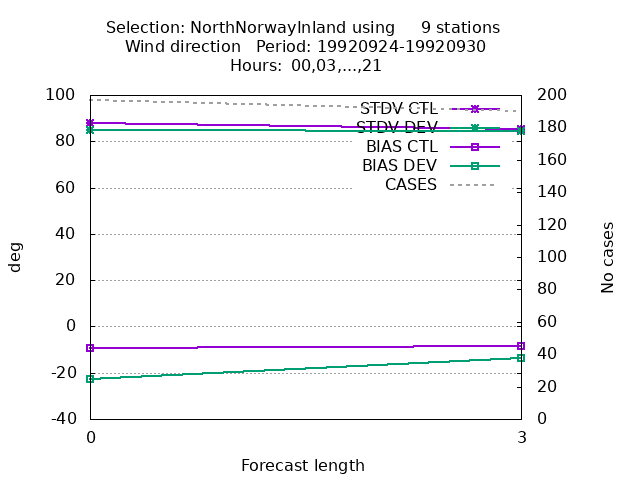 Selection: NorthNorwayInland using 9 stations
Wind direction Period: 19920924-19920930
Hours: 00,03,...,21
100
80
60
40
20
0
-20
-40
deg
200
180
160
140
120
100
80
60
40
20
0
No cases
STDV CTL
STDV DEV
BIAS CTL
BIAS DEV
CASES
0
3
Forecast length